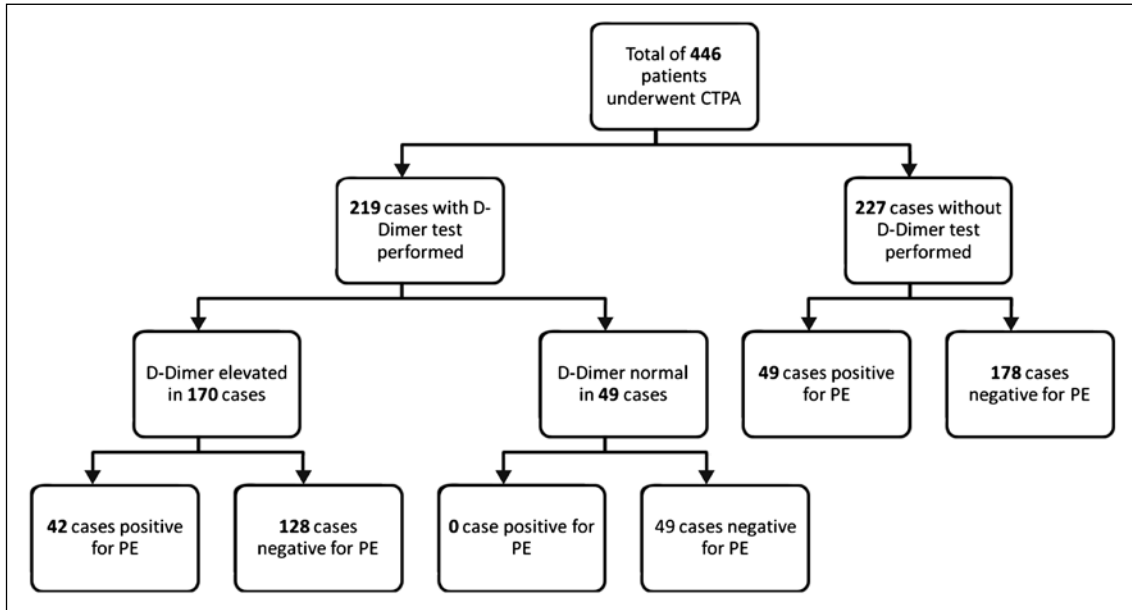 Total of 446
patients
underwent CTPA
219 cases with D-
Dimer test
performed
227 cases without
D-Dimer test
performed
D-Dimer elevated
in 170 cases
D-Dimer normal
in 49 cases
49 cases positive
for PE
178 cases
negative for PE
42 cases positive
for PE
128 cases
negative for PE
0 case positive for
PE
49 cases negative
for PE